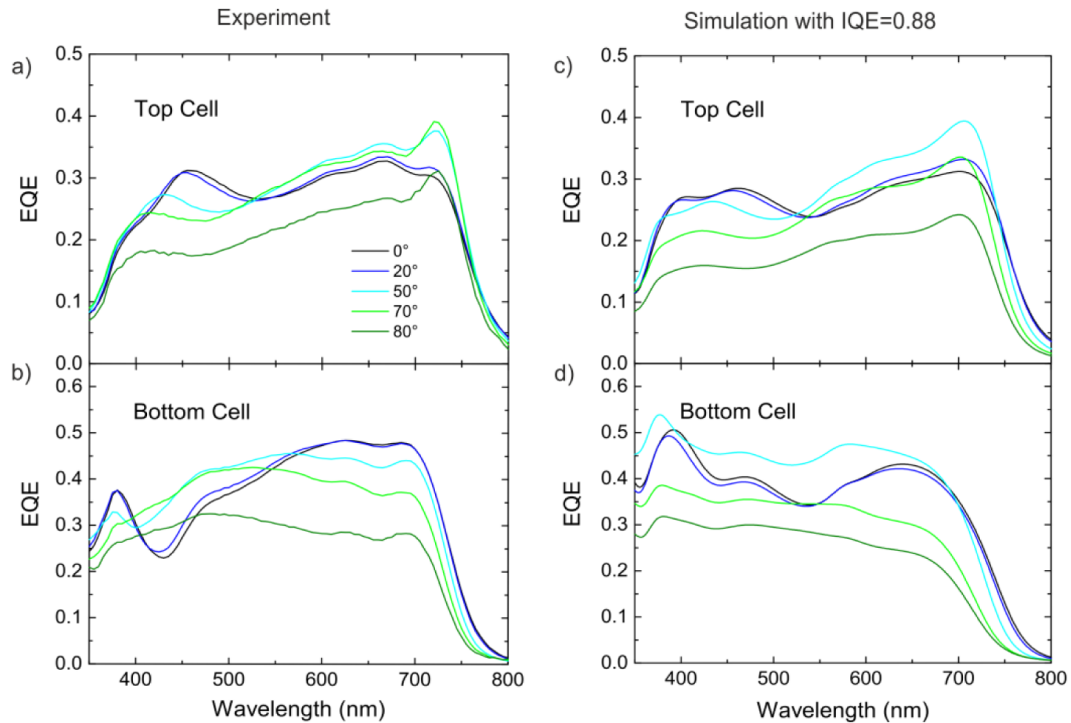 Experiment
Simulation with IQE=0.88
a)
Top Cell
EQE
0.5
0.4
0.3
0.2
0.1
0.0
0°
20°
50°
70°
80°
b)
Bottom Cell
EQE
0.6
0.5
0.4
0.3
0.2
0.1
0.0
400 500 600 700 800
Wavelength (nm)
c)
Top Cell
EQE
0.5
0.4
0.3
0.2
0.1
0.0
d)
Bottom Cell
EQE
0.6
0.5
0.4
0.3
0.2
0.1
0.0
400 500 600 700 800
Wavelength (nm)